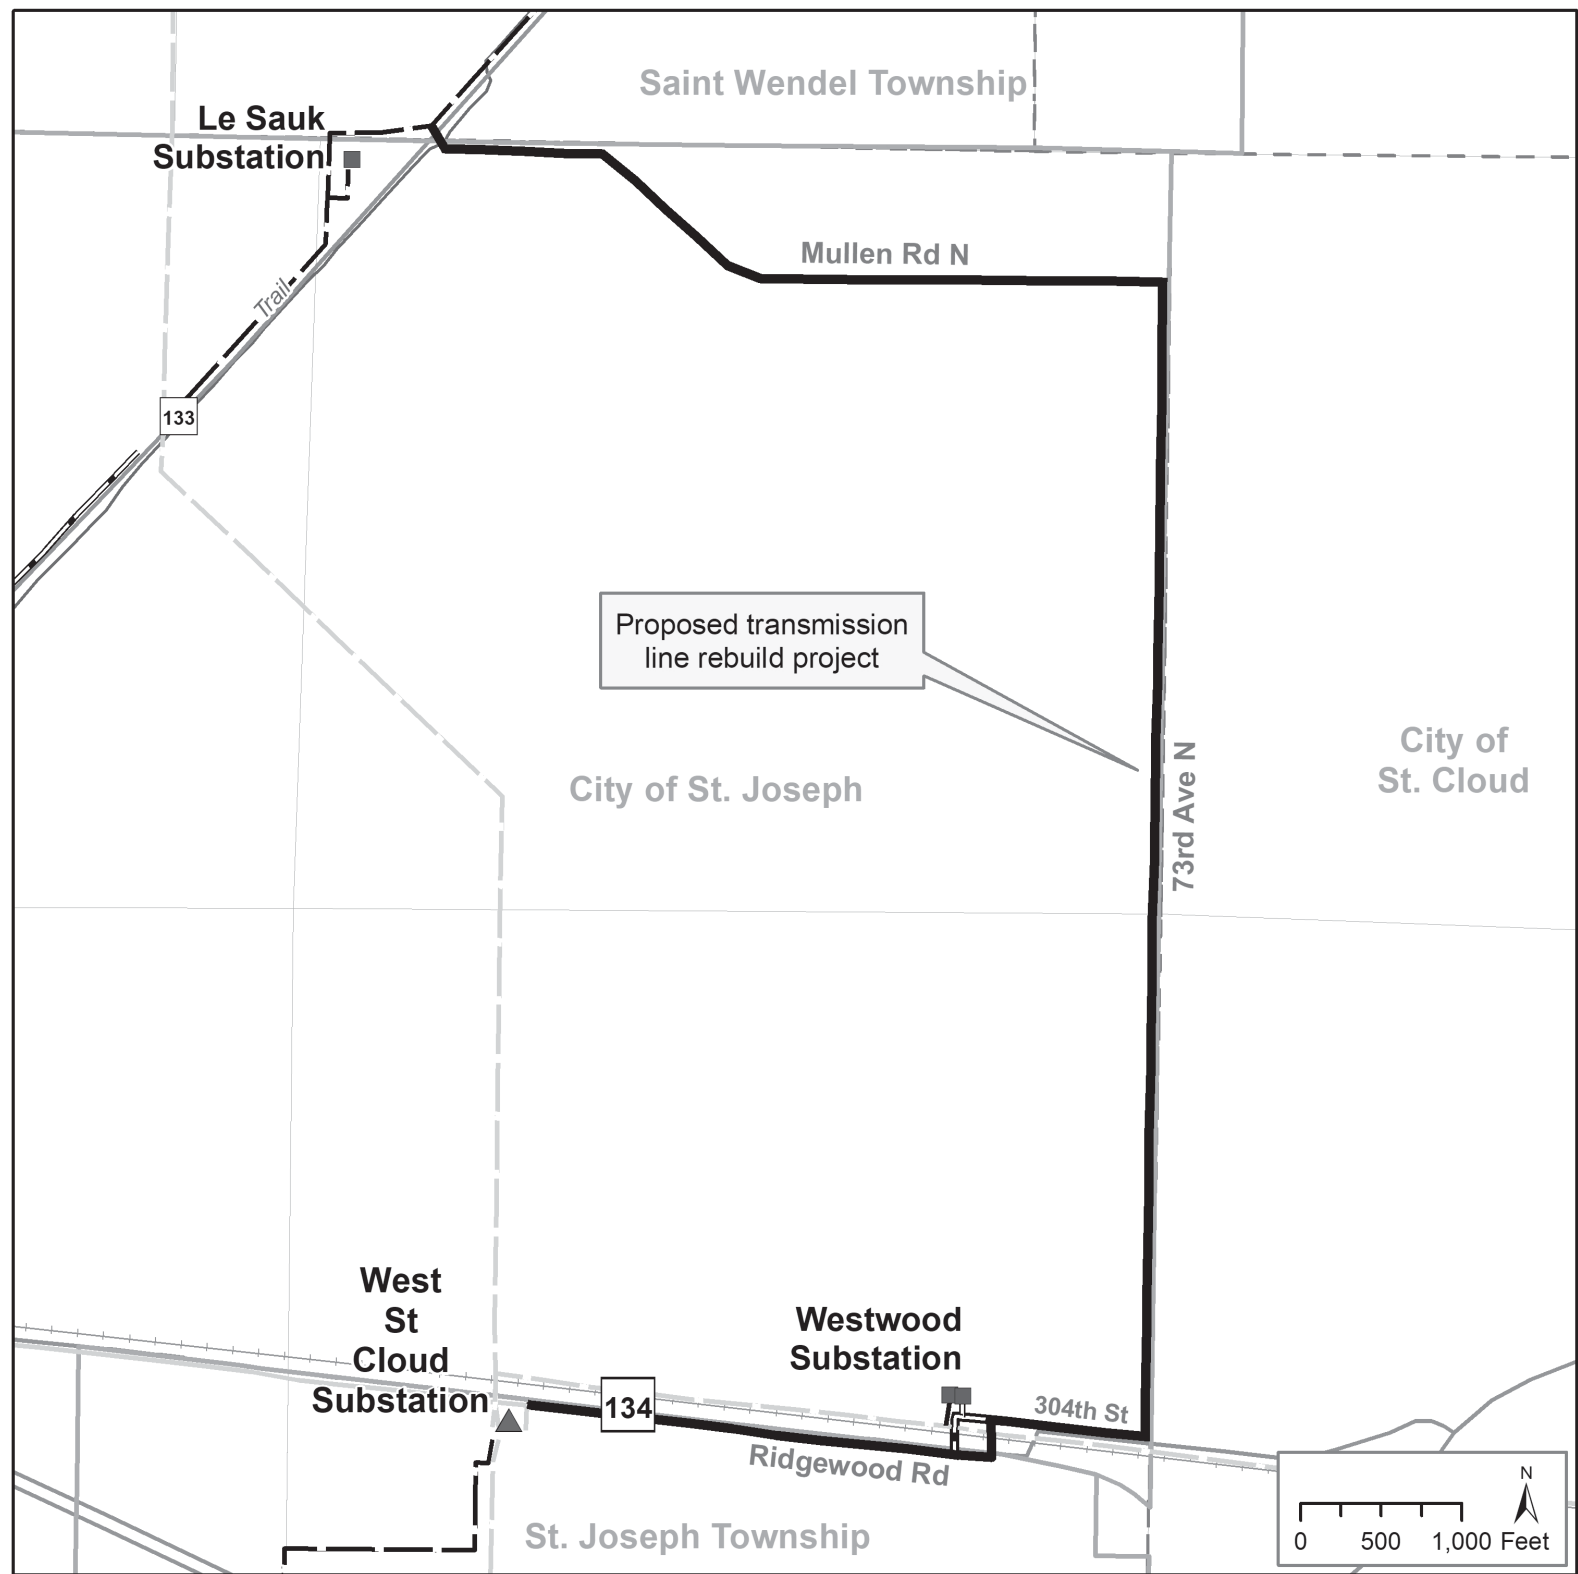 Saint Wendel Township
Le Sauk
Substation
Mullen Rd N
Trail
133
Proposed transmission
line rebuild project
City of
St. Cloud
City of St. Joseph
73rd Ave N
West
St
Cloud
Substation
Westwood
Substation
134
304th St
Ridgewood Rd
St. Joseph Township
N
0 500 1,000 Feet